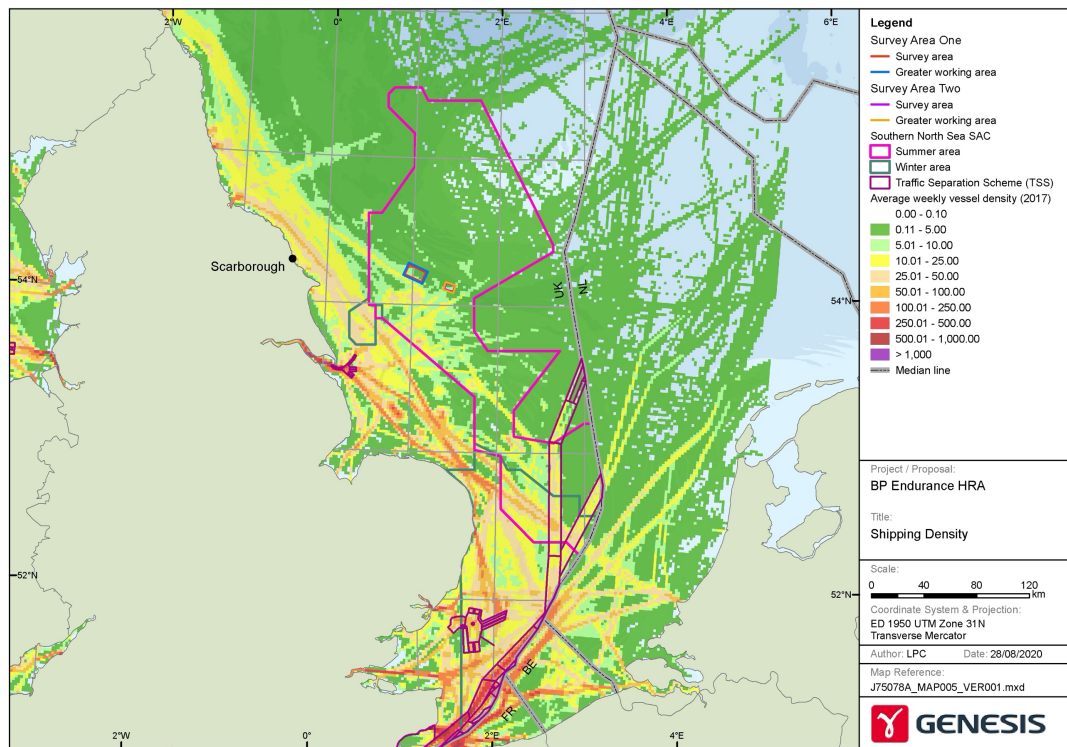 2°W
0°
2°E
4°E
6°E
Scarborough
54°N
54°N
UK
NL
52°N
52°N
BE
FR
2°W
0°
2°E
4°E
Legend
Survey Area One
Survey area
Greater working area
Survey Area Two
Survey area
Greater working area
Southern North Sea SAC
Summer area
Winter area
Traffic Separation Scheme (TSS)
Average weekly vessel density (2017)
0.00 - 0.10
0.11 - 5.00
5.01 - 10.00
10.01 - 25.00
25.01 - 50.00
50.01 - 100.00
100.01 - 250.00
250.01 - 500.00
500.01 - 1,000.00
> 1,000
Median line
Project / Proposal:
BP Endurance HRA
Title:
Shipping Density
Scale:
0 40 80 120
km
Coordinate System & Projection:
ED 1950 UTM Zone 31N
Transverse Mercator
Author: LPC Date: 28/08/2020
Map Reference:
J75078A_MAP005_VER001.mxd
GENESIS